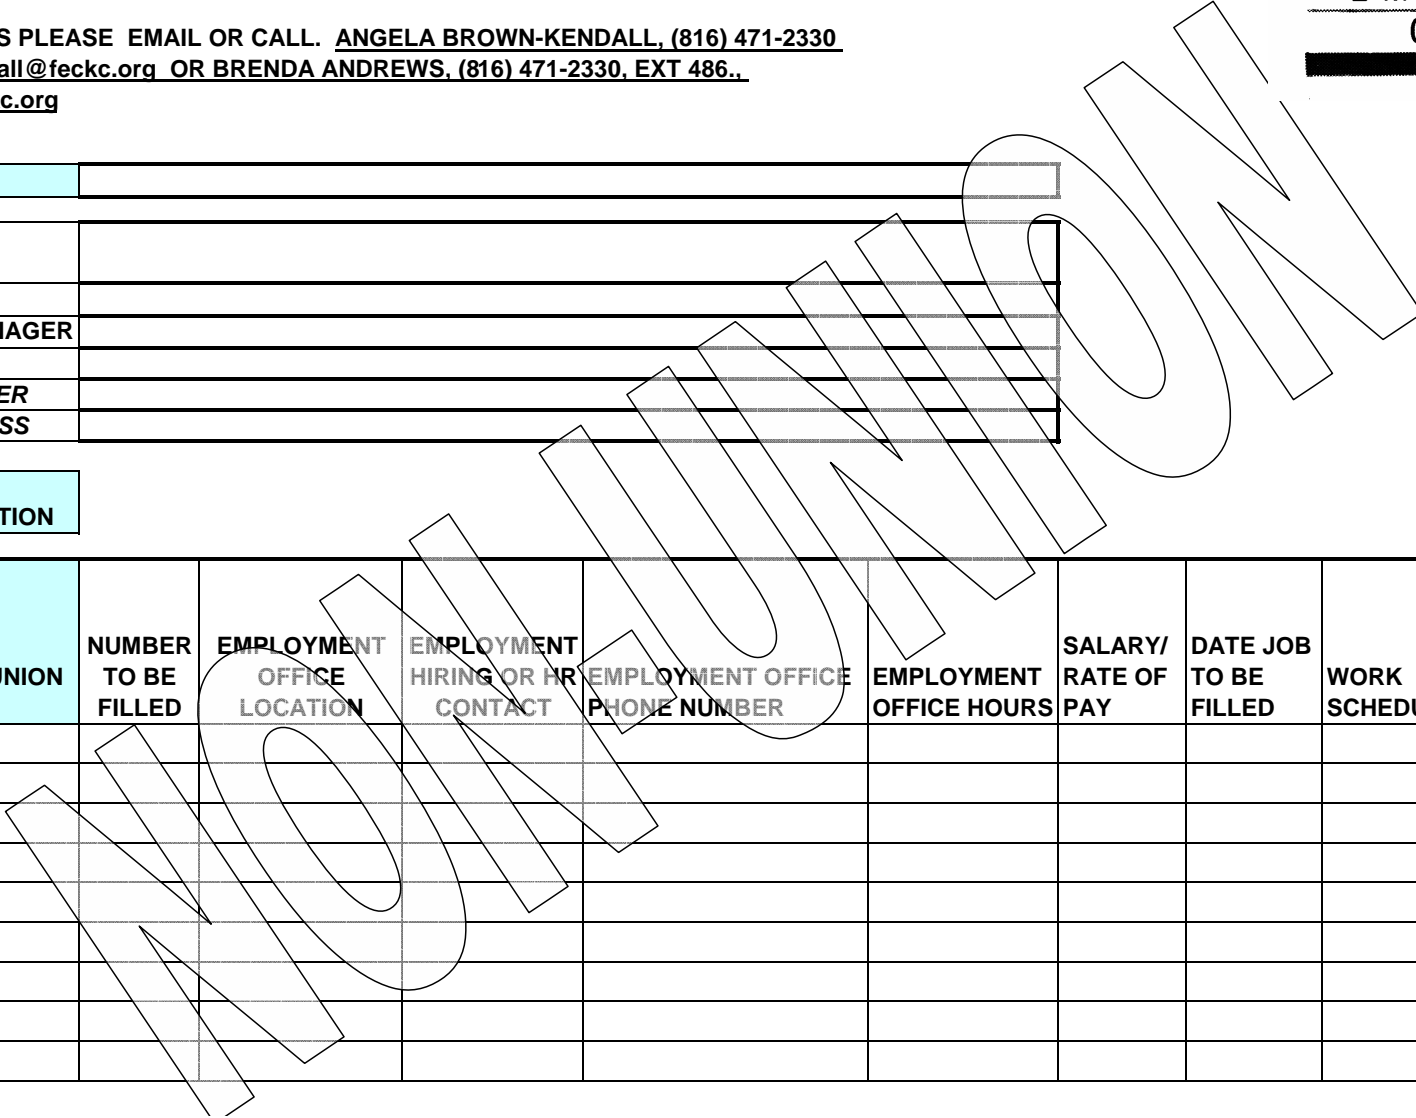 S PLEASE EMAIL OR CALL. ANGELA BROWN-KENDALL, (816) 471-2330
all@feckc.org OR BRENDA ANDREWS, (816) 471-2330, EXT 486.,
c.org
NAGER
ER
SS
TION
UNION
NUMBER
TO BE
FILLED
EMPLOYMENT
OFFICE
LOCATION
EMPLOYMENT
HIRING OR HR
CONTACT
EMPLOYMENT OFFICE
PHONE NUMBER
EMPLOYMENT
OFFICE HOURS
SALARY/
RATE OF
PAY
DATE JOB
TO BE
FILLED
WORK
SCHEDU
NON-UNION